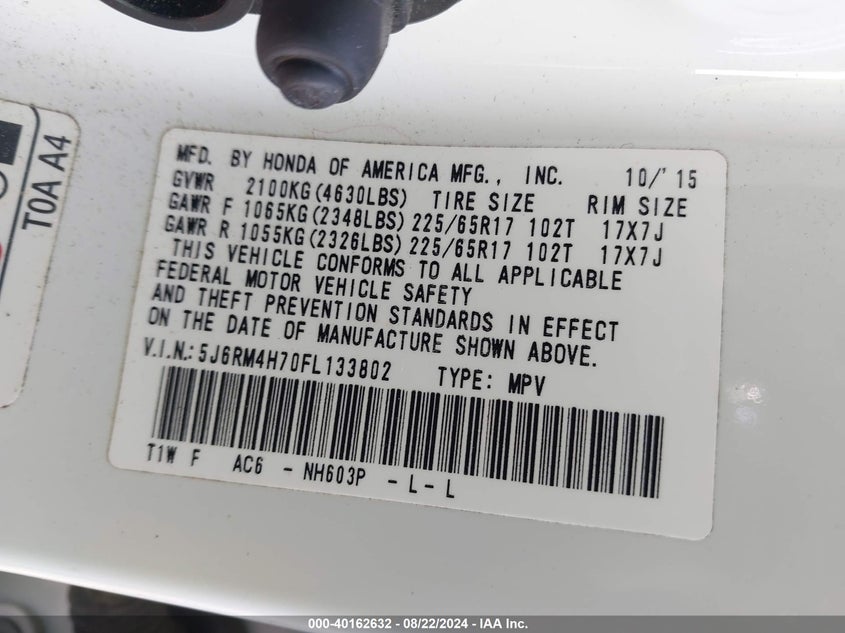 MFD. BY HONDA OF AMERICA MFG., INC. 10/'15
GVWR 2100KG(4630LBS) TIRE SIZE RIM SIZE
GAWR F 1065KG(2348LBS) 225/65R17 102T 17X7J
GAWR R 1055KG(2326LBS) 225/65R17 102T 17X7J
THIS VEHICLE CONFORMS TO ALL APPLICABLE
FEDERAL MOTOR VEHICLE SAFETY
AND THEFT PREVENTION STANDARDS IN EFFECT
ON THE DATE OF MANUFACTURE SHOWN ABOVE.
V.I.N.: 5J6RM4H70FL133802 TYPE: MPV
T1W F AC6 - NH603P - L - L
T0A A4
000-40162632 - 08/22/2024 - IAA Inc.